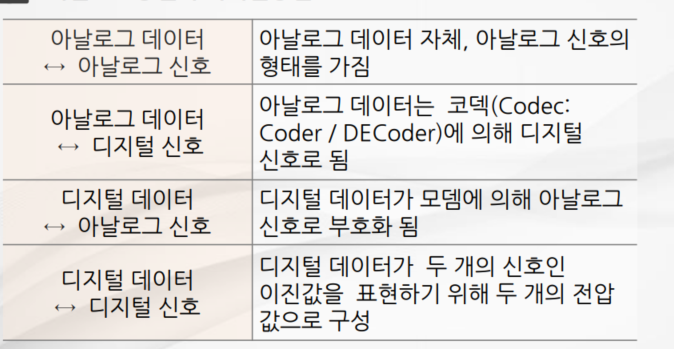 아날로그 데이터
↔ 아날로그 신호
아날로그 데이터 자체, 아날로그 신호의
형태를 가짐
아날로그 데이터
↔ 디지털 신호
아날로그 데이터는 코덱(Codec:
Coder / DECoder)에 의해 디지털
신호로 됨
디지털 데이터
↔ 아날로그 신호
디지털 데이터가 모뎀에 의해 아날로그
신호로 부호화 됨
디지털 데이터
↔ 디지털 신호
디지털 데이터가 두 개의 신호인
이진값을 표현하기 위해 두 개의 전압
값으로 구성